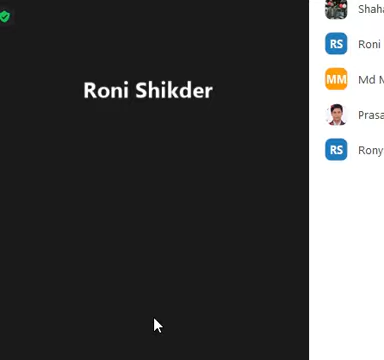 Roni Shikder
Shaha
RS Roni
MM Md M
Prasa
RS Rony